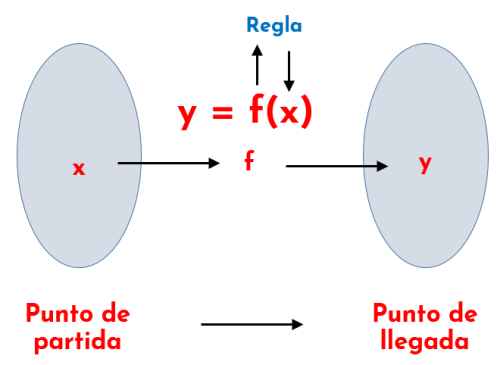 Regla
y = f(x)
x
f
y
Punto de
partida
Punto de
llegada